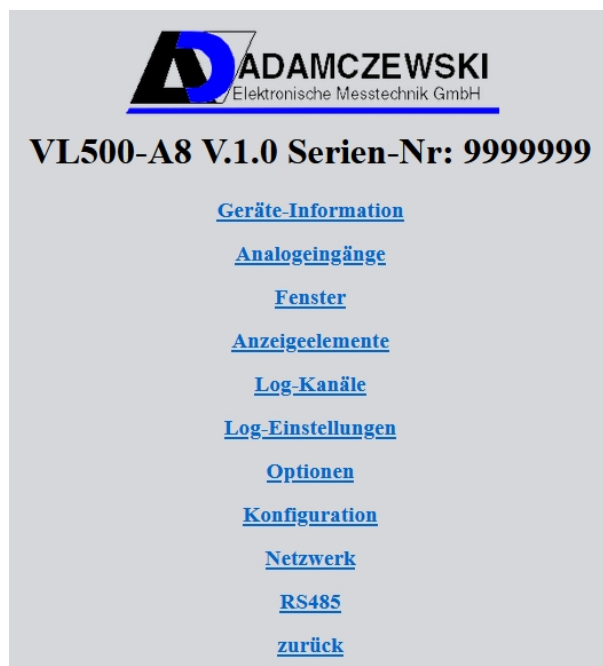 ADAMCZEWSKI
Elektronische Messtechnik GmbH
VL500-A8 V.1.0 Serien-Nr: 9999999
Geräte-Information
Analogeingänge
Fenster
Anzeigeelemente
Log-Kanäle
Log-Einstellungen
Optionen
Konfiguration
Netzwerk
RS485
zurück